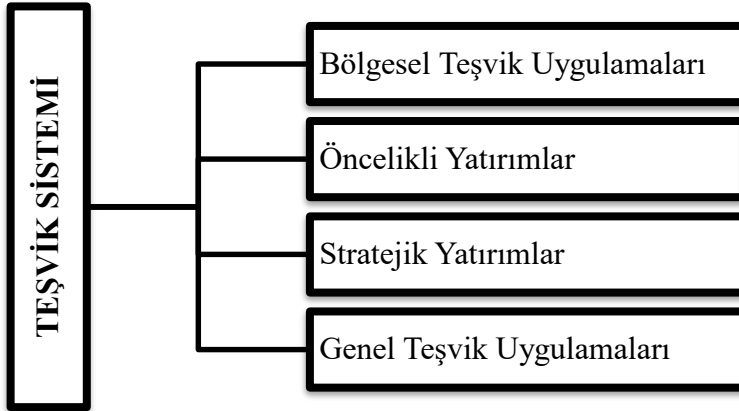 TEŞVİK SİSTEMİ
Bölgesel Teşvik Uygulamaları
Öncelikli Yatırımlar
Stratejik Yatırımlar
Genel Teşvik Uygulamaları